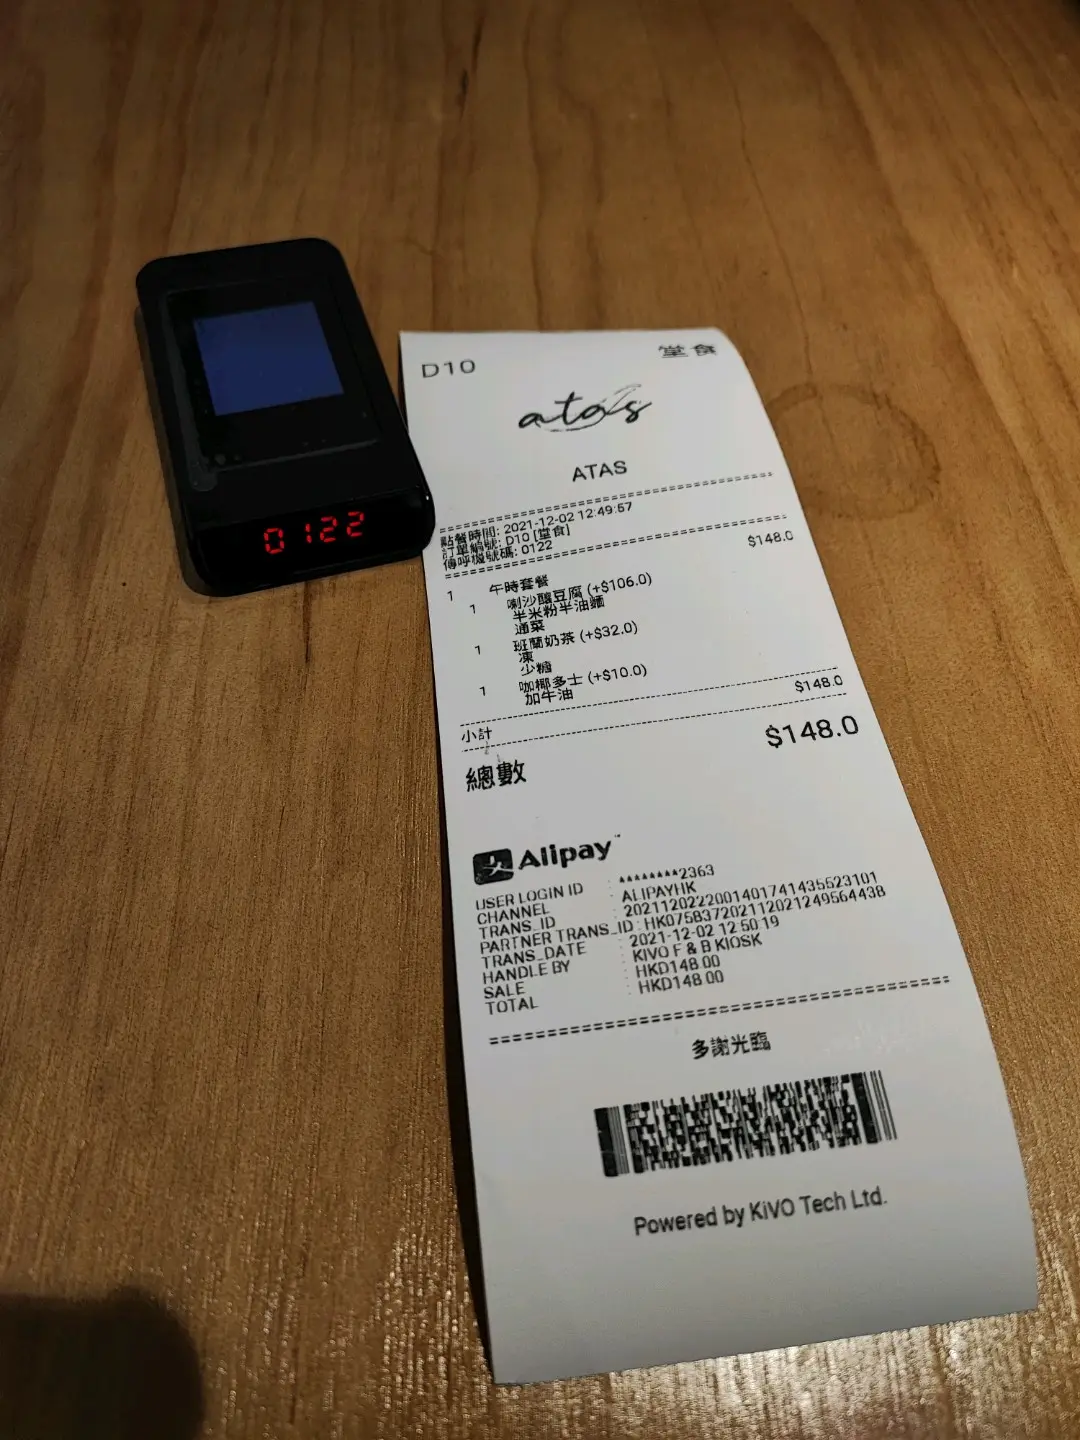 0122
D10 堂食
atas
ATAS
點餐時間: 2021-12-02 12:49:57
訂單編號: D10 [堂食]
傳呼機號碼: 0122
1 午時套餐 $148.0
1 喇沙釀豆腐 (+$106.0)
半米粉半油麵
通菜
1 班蘭奶茶 (+$32.0)
凍
少糖
1 咖椰多士 (+$10.0)
加牛油
小計 $148.0
總數 $148.0
Alipay™
USER LOGIN ID : ********2363
CHANNEL : ALIPAYHK
TRANS_ID : 2021120222001401741435523101
PARTNER TRANS_ID : HK0758372021120212495644​38
TRANS_DATE : 2021-12-02 12:50:19
HANDLE BY : KIVO F & B KIOSK
SALE : HKD148.00
TOTAL : HKD148.00
多謝光臨
Powered by KiVO Tech Ltd.